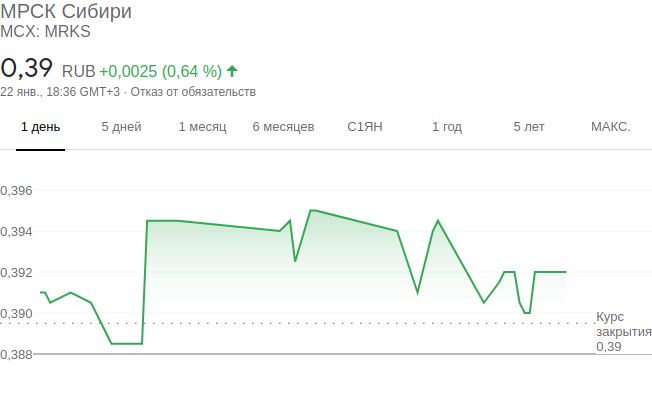 МРСК Сибири
MCX: MRKS
0,39 RUB +0,0025 (0,64 %)
22 янв., 18:36 GMT+3 · Отказ от обязательств
1 день 5 дней 1 месяц 6 месяцев С1ЯН 1 год 5 лет МАКС.
0,396
0,394
0,392
0,390
0,388
Курс
закрытия
0,39